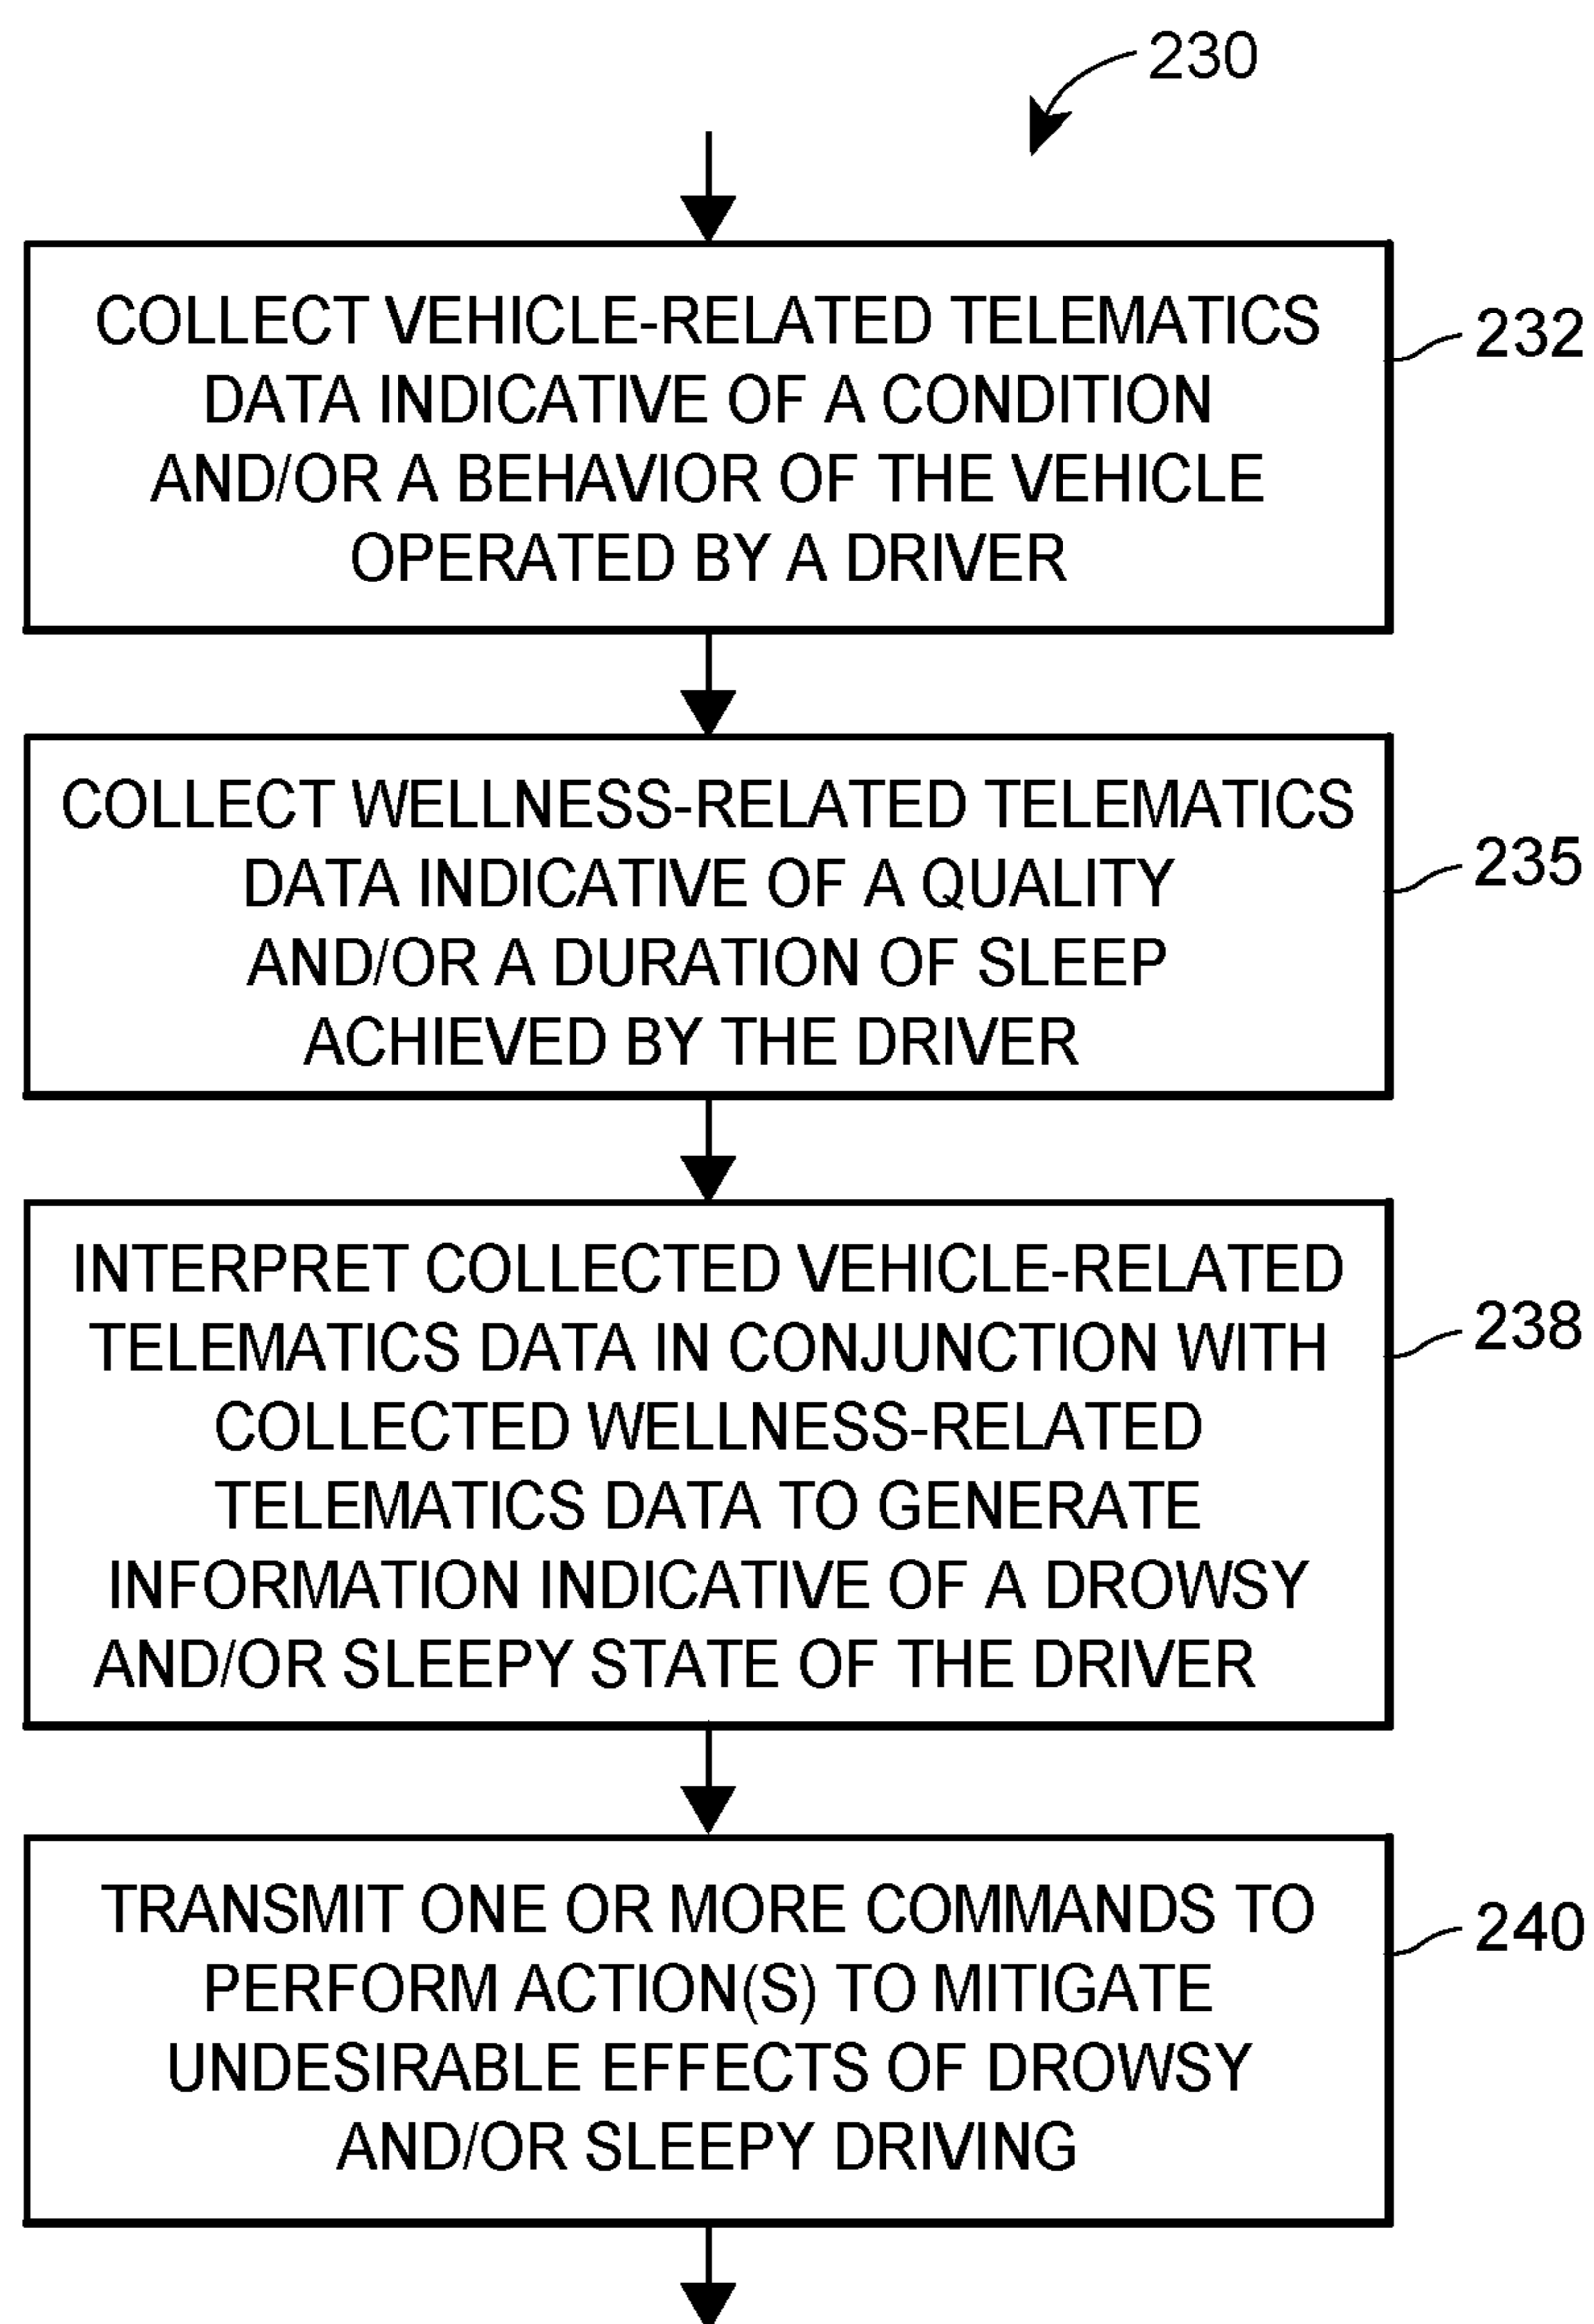 230
COLLECT VEHICLE-RELATED TELEMATICS
DATA INDICATIVE OF A CONDITION
AND/OR A BEHAVIOR OF THE VEHICLE
OPERATED BY A DRIVER
232
COLLECT WELLNESS-RELATED TELEMATICS
DATA INDICATIVE OF A QUALITY
AND/OR A DURATION OF SLEEP
ACHIEVED BY THE DRIVER
235
INTERPRET COLLECTED VEHICLE-RELATED
TELEMATICS DATA IN CONJUNCTION WITH
COLLECTED WELLNESS-RELATED
TELEMATICS DATA TO GENERATE
INFORMATION INDICATIVE OF A DROWSY
AND/OR SLEEPY STATE OF THE DRIVER
238
TRANSMIT ONE OR MORE COMMANDS TO
PERFORM ACTION(S) TO MITIGATE
UNDESIRABLE EFFECTS OF DROWSY
AND/OR SLEEPY DRIVING
240